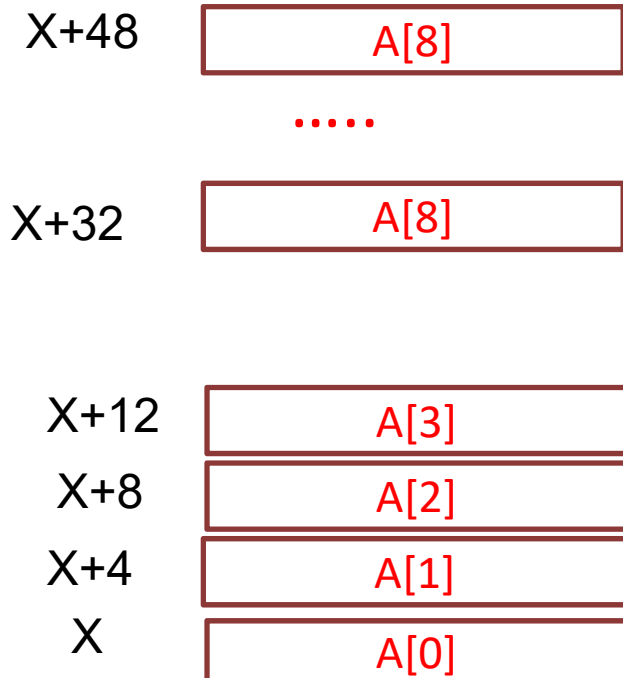 X+48 A[8]
.....
X+32 A[8]
X+12 A[3]
X+8 A[2]
X+4 A[1]
X A[0]